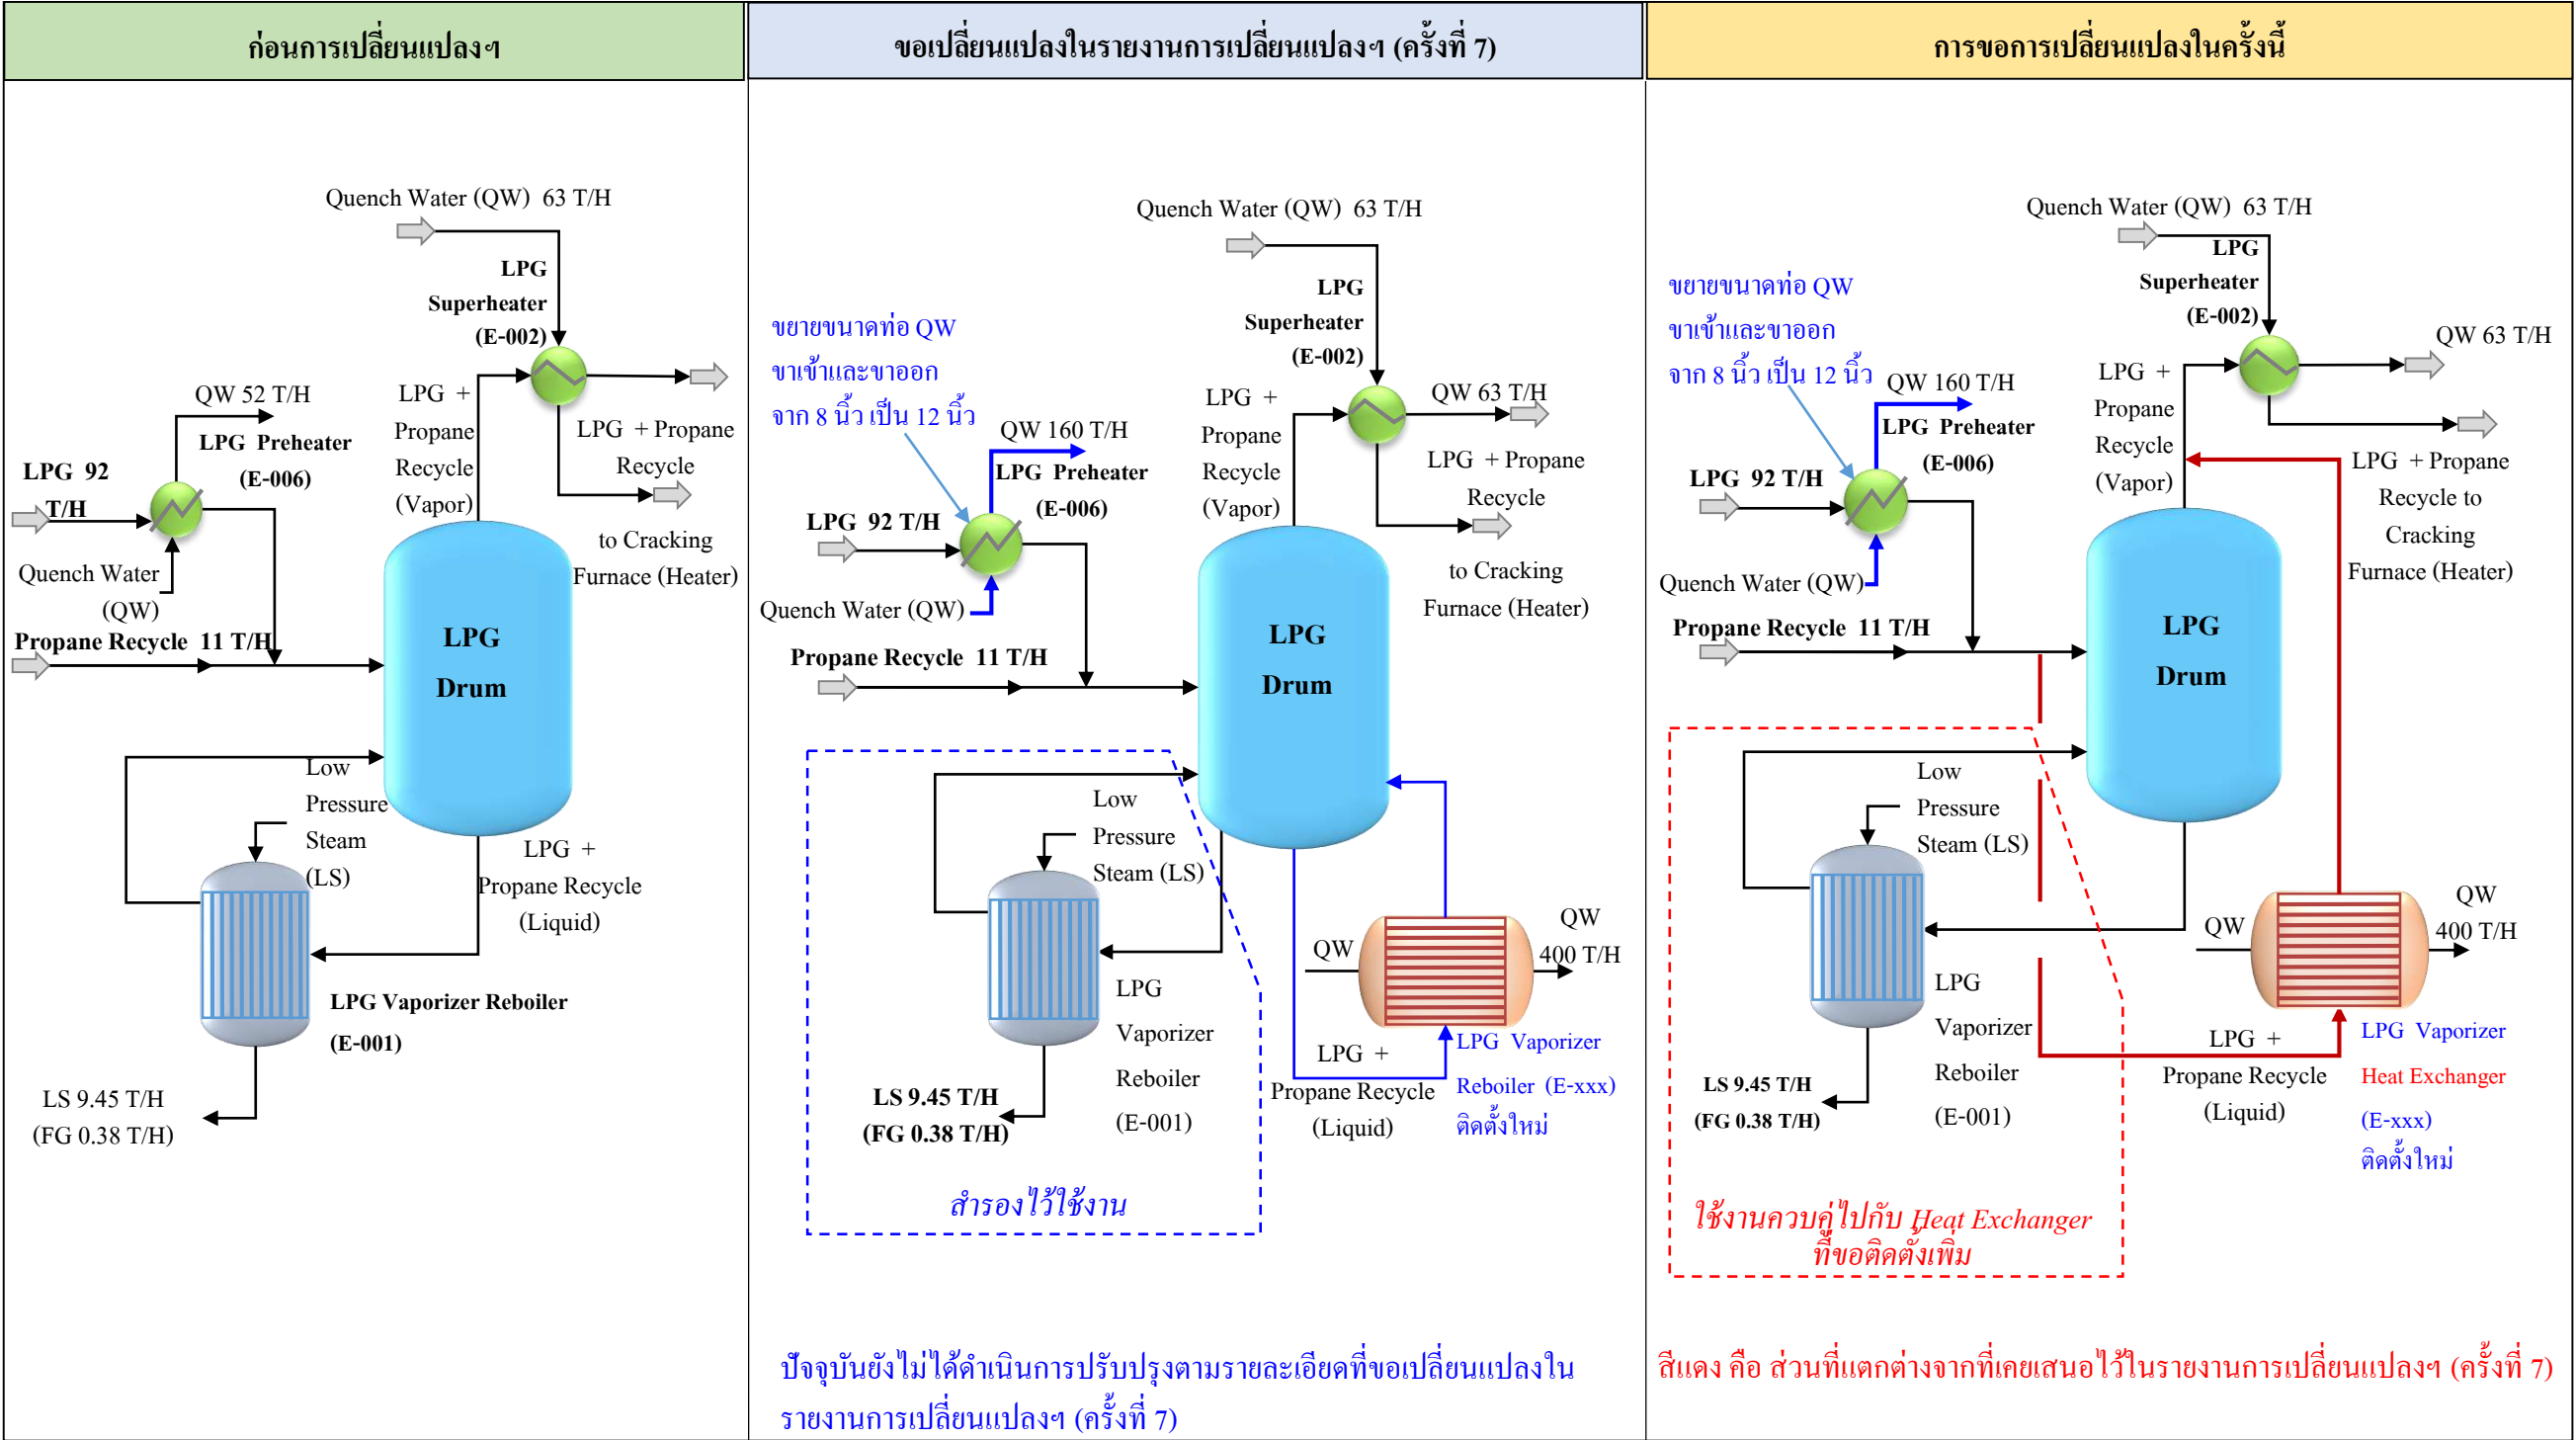 ก่อนการเปลี่ยนแปลงฯ
Quench Water (QW) 63 T/H
LPG
Superheater
(E-002)
QW 52 T/H
LPG Preheater
(E-006)
LPG +
Propane
Recycle
(Vapor)
LPG + Propane
Recycle
to Cracking
Furnace (Heater)
LPG 92
T/H
Quench Water
(QW)
Propane Recycle 11 T/H
LPG
Drum
Low
Pressure
Steam
(LS)
LPG +
Propane Recycle
(Liquid)
LPG Vaporizer Reboiler
(E-001)
LS 9.45 T/H
(FG 0.38 T/H)
ขอเปลี่ยนแปลงในรายงานการเปลี่ยนแปลงฯ (ครั้งที่ 7)
Quench Water (QW) 63 T/H
LPG
Superheater
(E-002)
ขยายขนาดท่อ QW
ขาเข้าและขาออก
จาก 8 นิ้ว เป็น 12 นิ้ว
QW 160 T/H
LPG Preheater
(E-006)
LPG +
Propane
Recycle
(Vapor)
QW 63 T/H
LPG + Propane
Recycle
to Cracking
Furnace (Heater)
LPG 92 T/H
Quench Water (QW)
Propane Recycle 11 T/H
LPG
Drum
Low
Pressure
Steam (LS)
LPG
Vaporizer
Reboiler
(E-001)
LS 9.45 T/H
(FG 0.38 T/H)
สำรองไว้ใช้งาน
QW
QW
400 T/H
LPG +
Propane Recycle
(Liquid)
LPG Vaporizer
Reboiler (E-xxx)
ติดตั้งใหม่
ปัจจุบันยังไม่ได้ดำเนินการปรับปรุงตามรายละเอียดที่ขอเปลี่ยนแปลงใน
รายงานการเปลี่ยนแปลงฯ (ครั้งที่ 7)
การขอการเปลี่ยนแปลงในครั้งนี้
Quench Water (QW) 63 T/H
LPG
Superheater
(E-002)
ขยายขนาดท่อ QW
ขาเข้าและขาออก
จาก 8 นิ้ว เป็น 12 นิ้ว
QW 160 T/H
LPG Preheater
(E-006)
LPG +
Propane
Recycle
(Vapor)
QW 63 T/H
LPG + Propane
Recycle to
Cracking
Furnace (Heater)
LPG 92 T/H
Quench Water (QW)
Propane Recycle 11 T/H
LPG
Drum
Low
Pressure
Steam (LS)
LPG
Vaporizer
Reboiler
(E-001)
LS 9.45 T/H
(FG 0.38 T/H)
ใช้งานควบคู่ไปกับ Heat Exchanger
ที่ขอติดตั้งเพิ่ม
QW
QW
400 T/H
LPG +
Propane Recycle
(Liquid)
LPG Vaporizer
Heat Exchanger
(E-xxx)
ติดตั้งใหม่
สีแดง คือ ส่วนที่แตกต่างจากที่เคยเสนอไว้ในรายงานการเปลี่ยนแปลงฯ (ครั้งที่ 7)